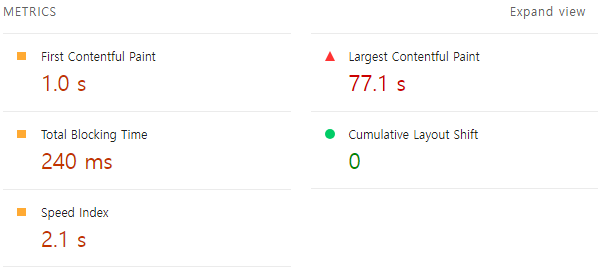 METRICS
Expand view
First Contentful Paint
1.0 s
Largest Contentful Paint
77.1 s
Total Blocking Time
240 ms
Cumulative Layout Shift
0
Speed Index
2.1 s